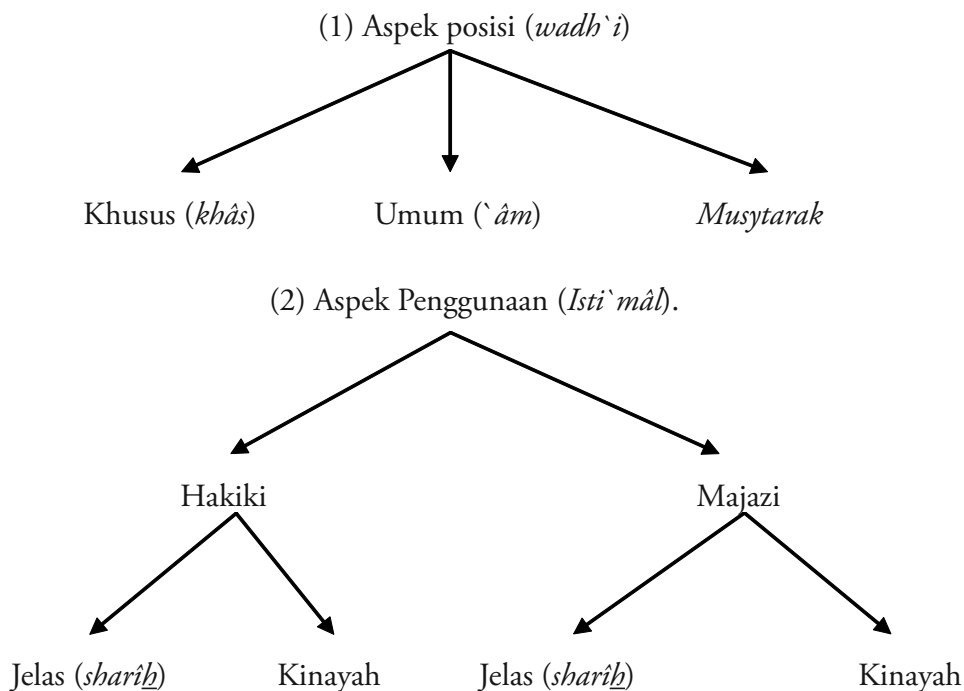 (1) Aspek posisi (wadh`i)
Khusus (khâs) Umum (`âm) Musytarak
(2) Aspek Penggunaan (Isti`mâl).
Hakiki Majazi
Jelas (sharîẖ) Kinayah Jelas (sharîẖ) Kinayah